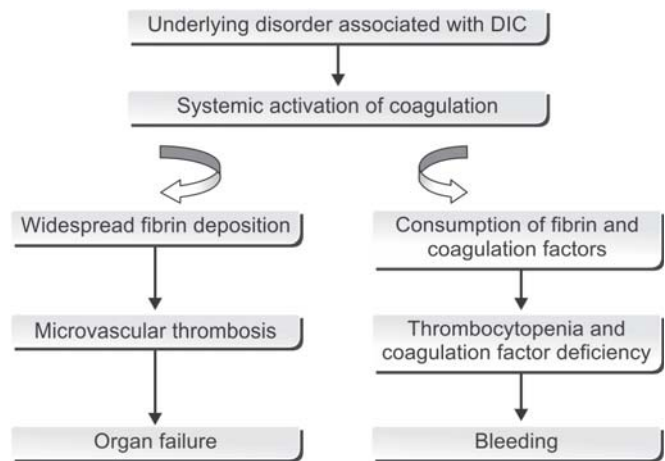 Underlying disorder associated with DIC
Systemic activation of coagulation
Widespread fibrin deposition
Consumption of fibrin and
coagulation factors
Microvascular thrombosis
Thrombocytopenia and
coagulation factor deficiency
Organ failure
Bleeding